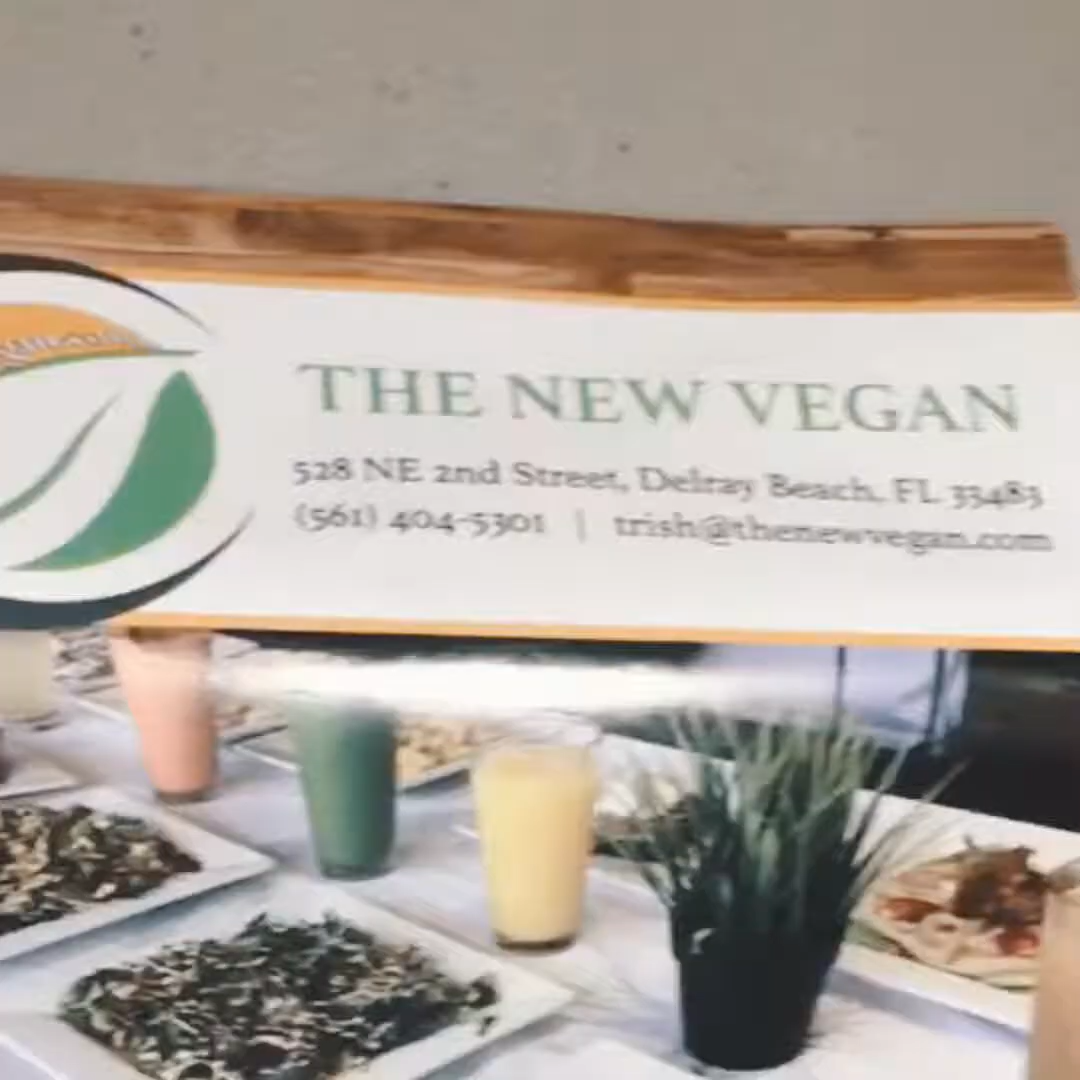 THE NEW VEGAN
528 NE 2nd Street, Delray Beach, FL 33483
(561) 404-5301 | trish@thenewvegan.com